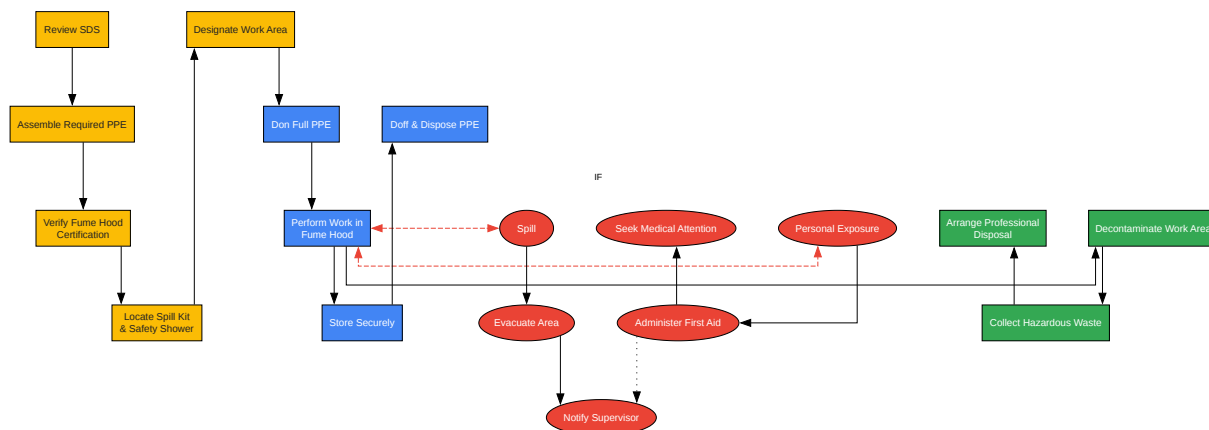 Review SDS
Designate Work Area
Assemble Required PPE
Don Full PPE
Doff & Dispose PPE
IF
Verify Fume Hood
Certification
Perform Work in
Fume Hood
Spill
Seek Medical Attention
Personal Exposure
Arrange Professional
Disposal
Decontaminate Work Area
Locate Spill Kit
& Safety Shower
Store Securely
Evacuate Area
Administer First Aid
Collect Hazardous Waste
Notify Supervisor